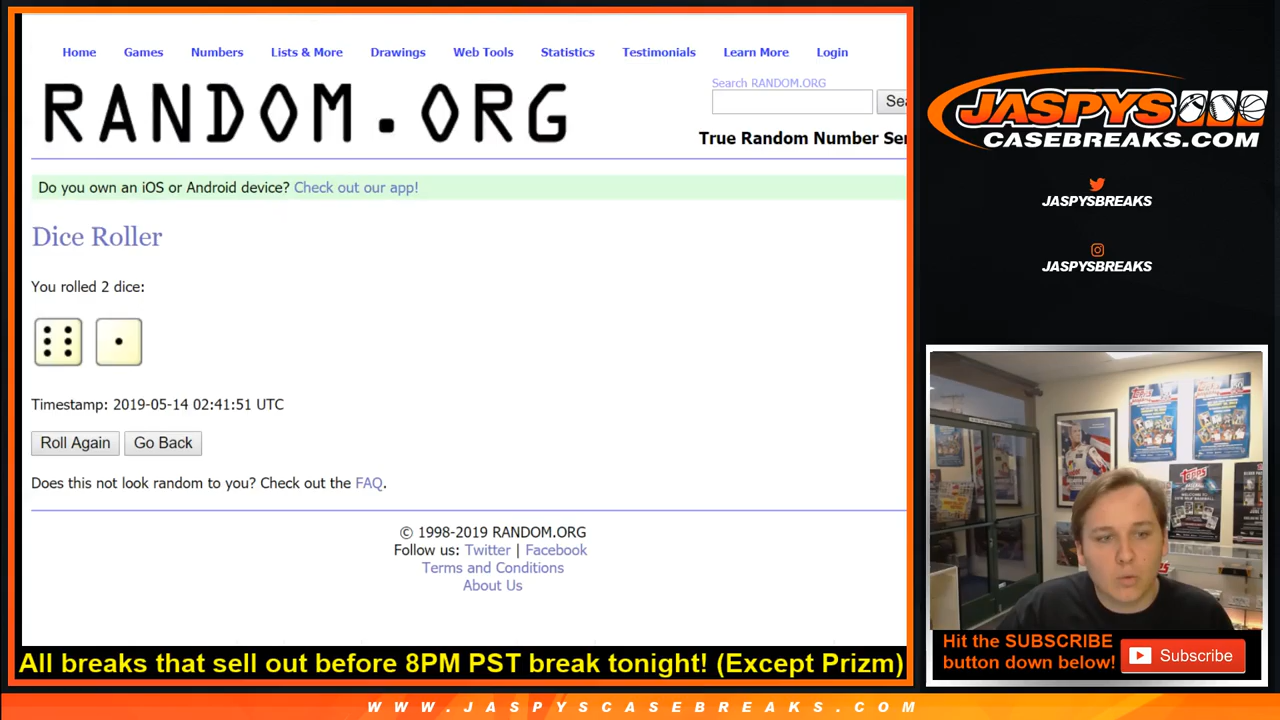 Home Games Numbers Lists & More Drawings Web Tools Statistics Testimonials Learn More Login
RANDOM.ORG
Search RANDOM.ORG
Sea
True Random Number Ser
Do you own an iOS or Android device? Check out our app!
Dice Roller
You rolled 2 dice:
Timestamp: 2019-05-14 02:41:51 UTC
Roll Again Go Back
Does this not look random to you? Check out the FAQ.
© 1998-2019 RANDOM.ORG
Follow us: Twitter | Facebook
Terms and Conditions
About Us
All breaks that sell out before 8PM PST break tonight! (Except Prizm)
JASPYS
CASEBREAKS.COM
JASPYSBREAKS
JASPYSBREAKS
topps
Hit the SUBSCRIBE
button down below!
Subscribe
WWW.JASPYSCASEBREAKS.COM